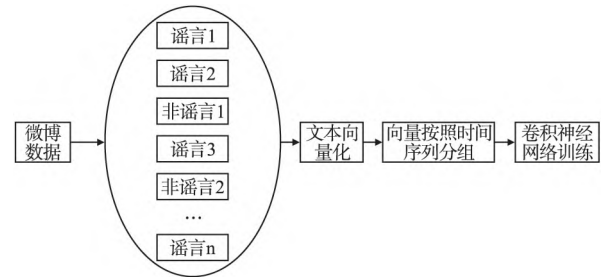 谣言1
谣言2
非谣言1
谣言3
非谣言2
…
谣言n
微博
数据
文本向
量化
向量按照时间
序列分组
卷积神经
网络训练